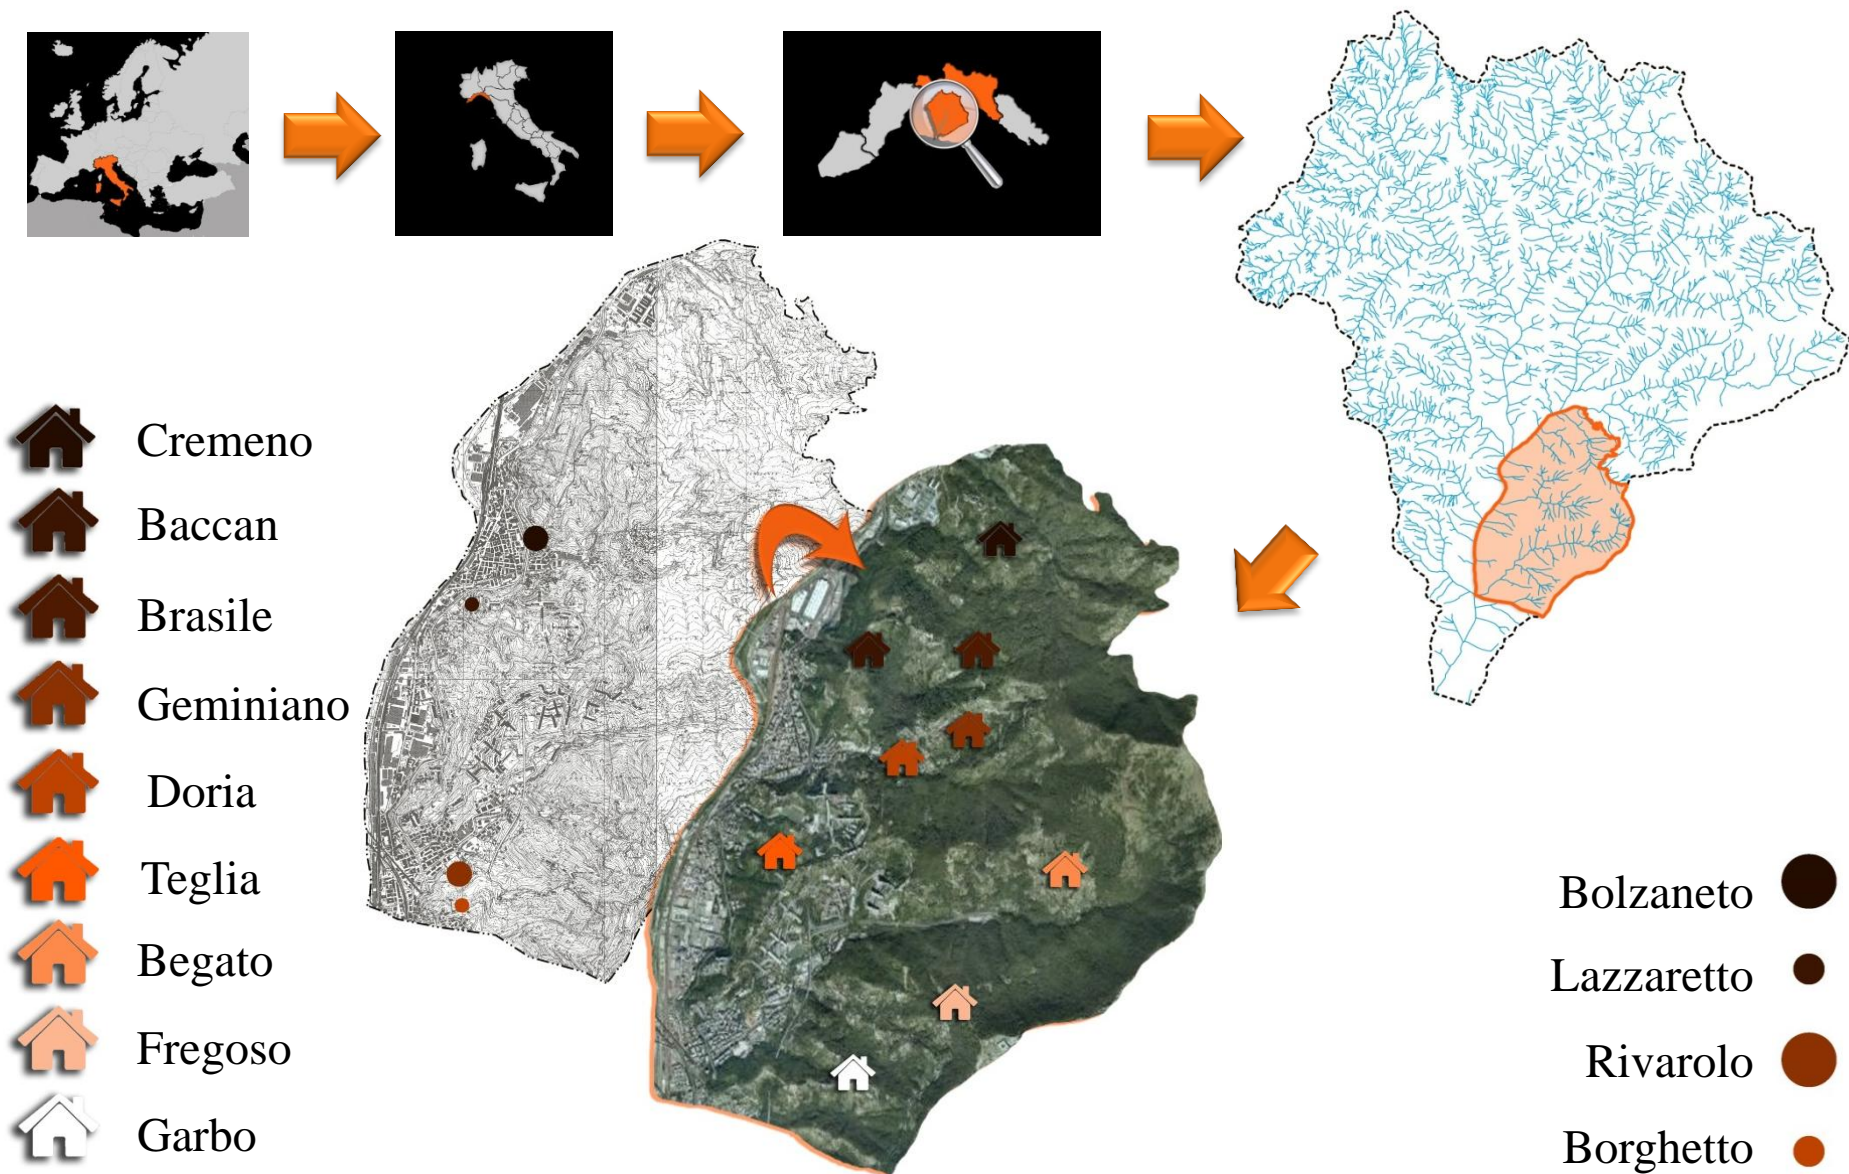 Cremeno
Baccan
Brasile
Geminiano
Doria
Teglia
Begato
Fregoso
Garbo
Bolzaneto
Lazzaretto
Rivarolo
Borghetto